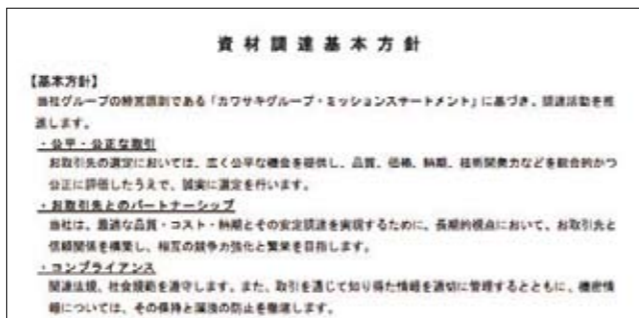 資材調達基本方針
【基本方針】
当社グループの経営原則である「カワサキグループ・ミッションステートメント」に基づき、調達活動を推
進します。
・公平・公正な取引
お取引先の選定においては、広く公平な機会を提供し、品質、価格、納期、技術開発力などを総合的かつ
公正に評価したうえで、誠実に選定を行います。
・お取引先とのパートナーシップ
当社は、最適な品質・コスト・納期とその安定調達を実現するために、長期的視点において、お取引先と
信頼関係を構築し、相互の競争力強化と繁栄を目指します。
・コンプライアンス
関連法規、社会規範を遵守します。また、取引を通じて知り得た情報を適切に管理するとともに、機密情
報については、その保持と漏洩の防止を徹底します。